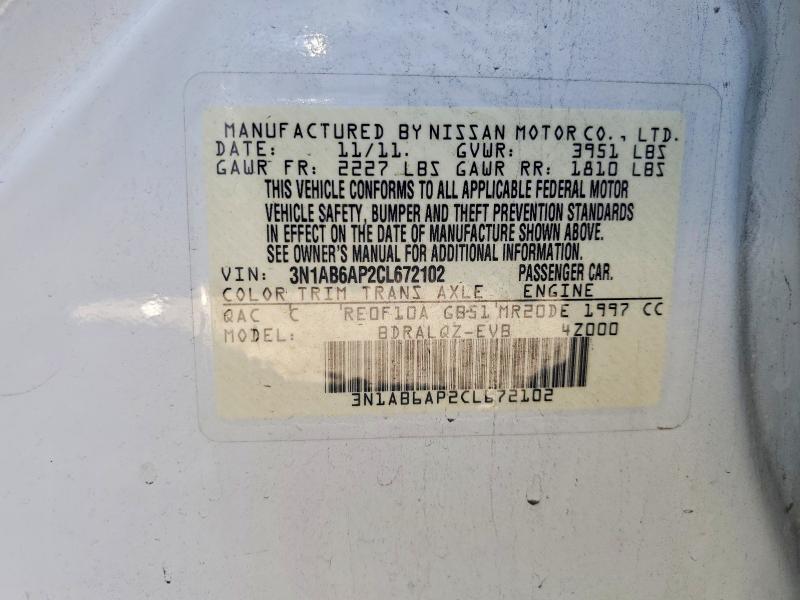 MANUFACTURED BY NISSAN MOTOR CO., LTD.
DATE: 11/11. GVWR: 3951 LBS
GAWR FR: 2227 LBS GAWR RR: 1810 LBS
THIS VEHICLE CONFORMS TO ALL APPLICABLE FEDERAL MOTOR
VEHICLE SAFETY, BUMPER AND THEFT PREVENTION STANDARDS
IN EFFECT ON THE DATE OF MANUFACTURE SHOWN ABOVE.
SEE OWNER'S MANUAL FOR ADDITIONAL INFORMATION.
VIN: 3N1AB6AP2CL672102 PASSENGER CAR.
COLOR TRIM TRANS AXLE ENGINE
QAC C RE0F10A GB51 MR20DE 1997 CC
MODEL: BDRALQZ-EVB 4Z000
3N1AB6AP2CL672102